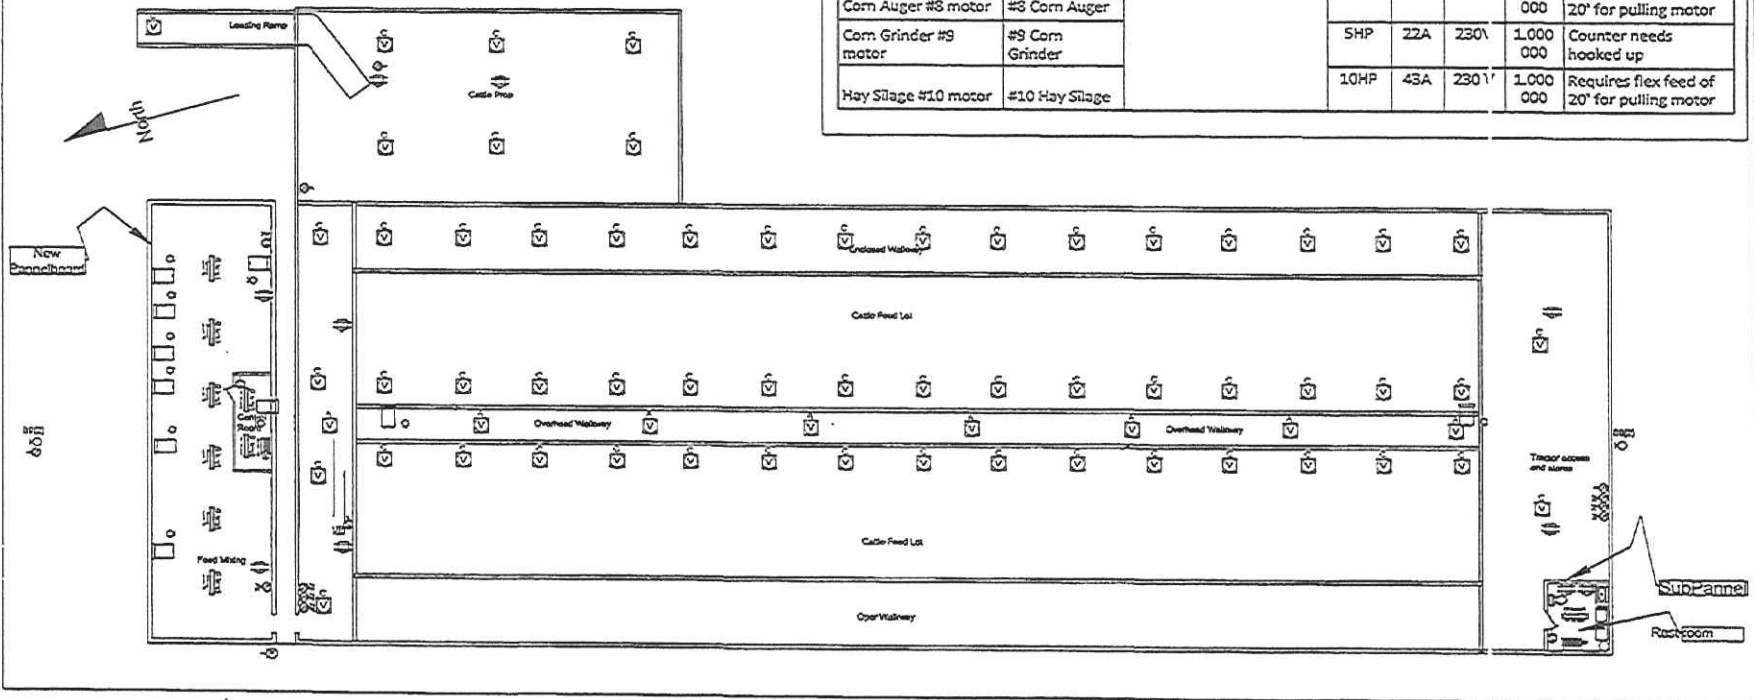 Corn Auger #8 motor #8 Corn Auger 000 20' for pulling motor
Corn Grinder #9 #9 Corn 5HP 22A 230V 1.000 Counter needs
motor Grinder 000 hooked up
10HP 43A 230V 1.000 Requires flex feed of
Hay Silage #10 motor #10 Hay Silage 000 20' for pulling motor
Loading Ramp
Cattle Prep
North
New
Pannelboard
Enclosed Walkway
Cattle Feed Lot
Overhead Walkway
Overhead Walkway
Room
Tractor access
and stores
Cattle Feed Lot
Feed Mixing
Open Walkway
SubPannel
Restroom